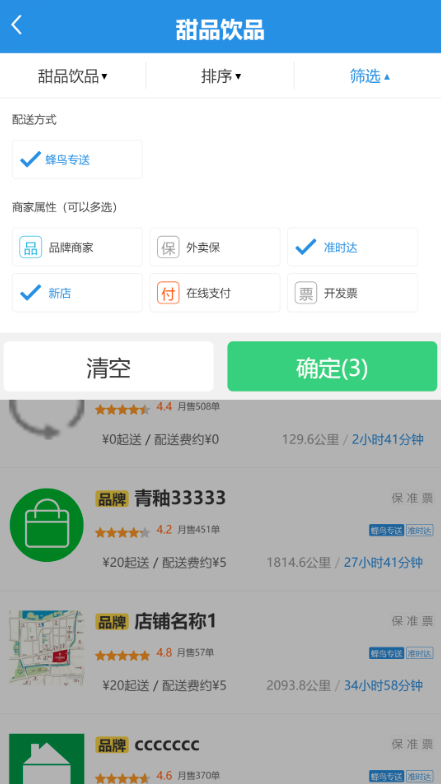 甜品饮品
甜品饮品▾ 排序▾ 筛选▴
配送方式
蜂鸟专送
商家属性（可以多选）
品 品牌商家 保 外卖保 准时达
新店 付 在线支付 票 开发票
清空 确定(3)
4.4 月售508单
¥0起送 / 配送费约¥0 129.6公里 / 2小时41分钟
品牌 青釉33333 保 准 票
4.2 月售451单 蜂鸟专送 准时达
¥20起送 / 配送费约¥5 1814.6公里 / 27小时41分钟
品牌 店铺名称1 保 准 票
4.8 月售57单 蜂鸟专送 准时达
¥20起送 / 配送费约¥5 2093.8公里 / 34小时58分钟
品牌 ccccccc 保 准 票
4.6 月售370单 蜂鸟专送 准时达